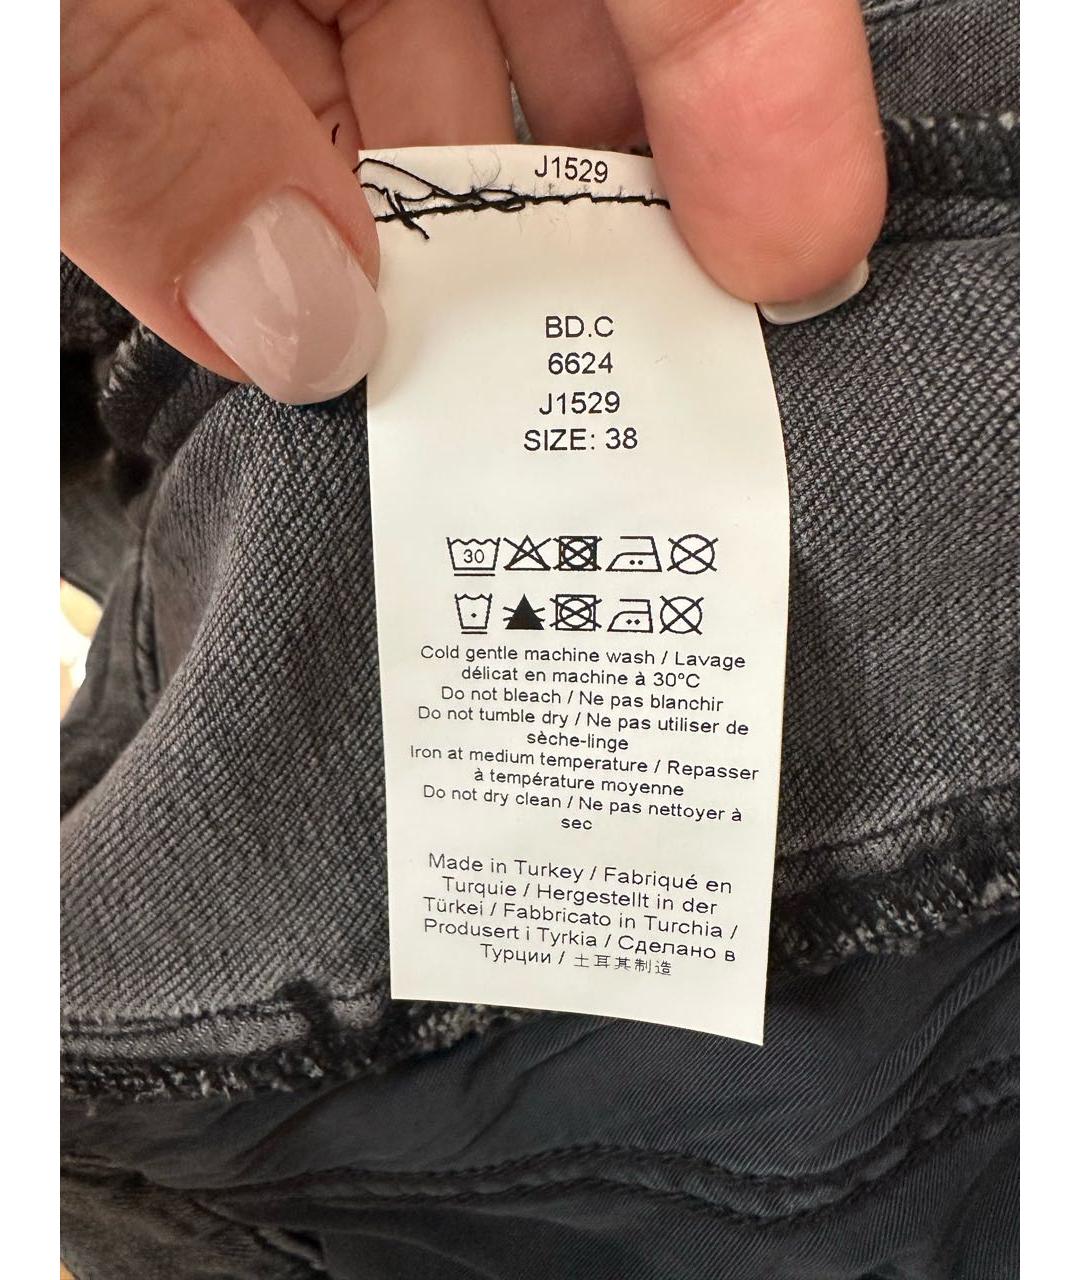 J1529
BD.C
6624
J1529
SIZE: 38
30
Cold gentle machine wash / Lavage
délicat en machine à 30°C
Do not bleach / Ne pas blanchir
Do not tumble dry / Ne pas utiliser de
sèche-linge
Iron at medium temperature / Repasser
à température moyenne
Do not dry clean / Ne pas nettoyer à
sec
Made in Turkey / Fabriqué en
Turquie / Hergestellt in der
Türkei / Fabbricato in Turchia /
Produsert i Tyrkia / Сделано в
Турции / 土耳其制造